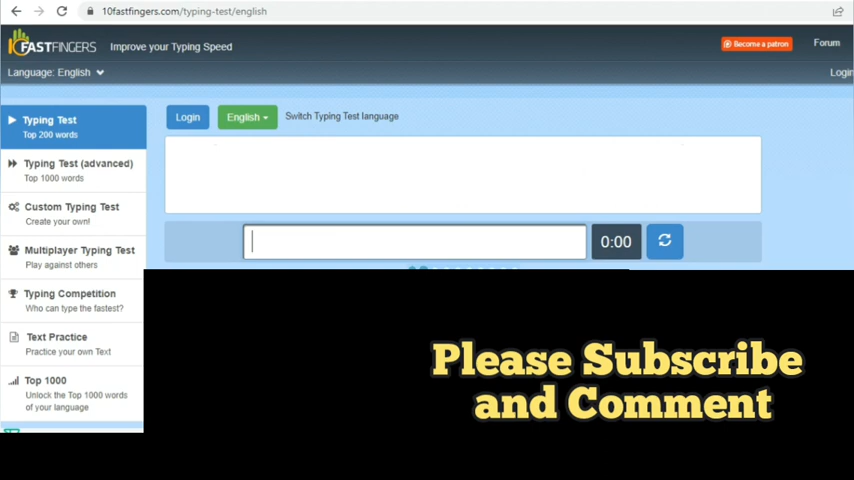 10fastfingers.com/typing-test/english
10FASTFINGERS Improve your Typing Speed
Become a patron
Forum
Language: English
Login
Typing Test
Top 200 words
Login
English
Switch Typing Test language
Typing Test (advanced)
Top 1000 words
Custom Typing Test
Create your own!
0:00
Multiplayer Typing Test
Play against others
Typing Competition
Who can type the fastest?
Text Practice
Practice your own Text
Top 1000
Unlock the Top 1000 words
of your language
Please Subscribe
and Comment